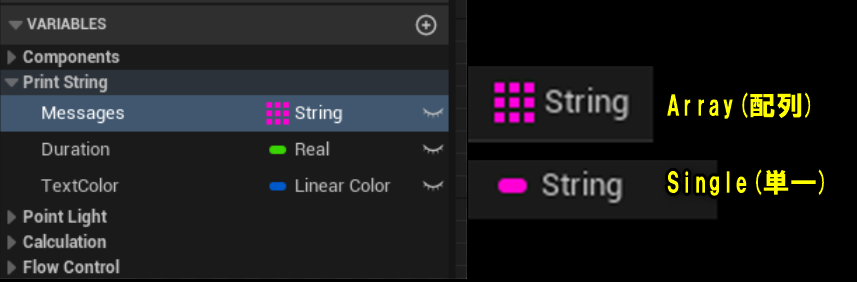 VARIABLES
Components
Print String
Messages String
Duration Real
TextColor Linear Color
Point Light
Calculation
Flow Control
String Array(配列)
String Single(単一)